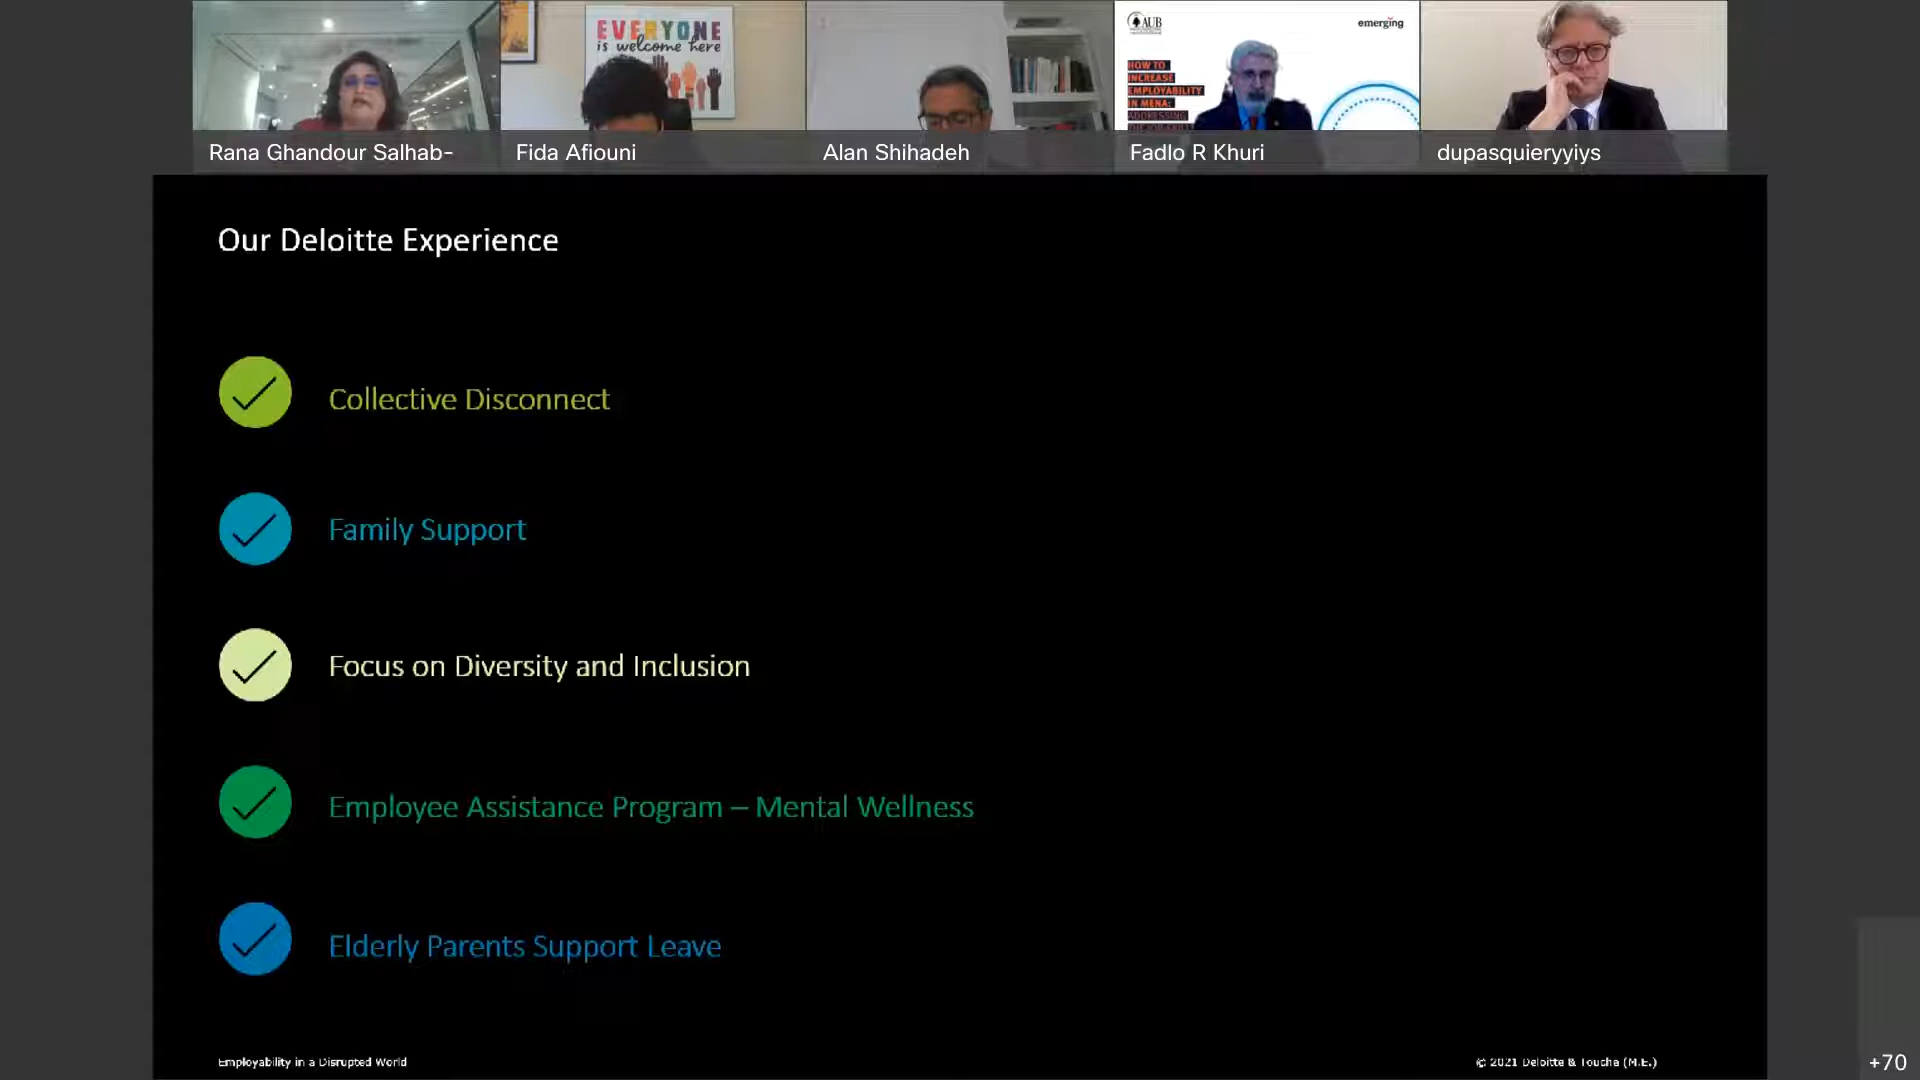 EVERYONE
is welcome here
AUB
emerging
HOW TO
INCREASE
EMPLOYABILITY
IN MENA:
ADDRESSING
Rana Ghandour Salhab-
Fida Afiouni
Alan Shihadeh
Fadlo R Khuri
dupasquieryyiys
Our Deloitte Experience
Collective Disconnect
Family Support
Focus on Diversity and Inclusion
Employee Assistance Program – Mental Wellness
Elderly Parents Support Leave
Employability in a Disrupted World
© 2021 Deloitte & Touche (M.E.)
+70